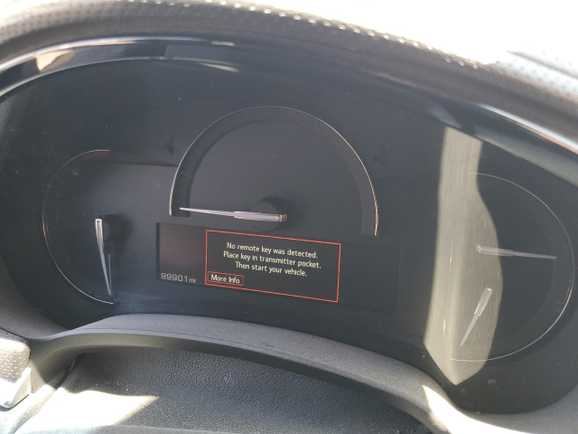 No remote key was detected.
Place key in transmitter pocket.
Then start your vehicle.
More Info
89901 mi